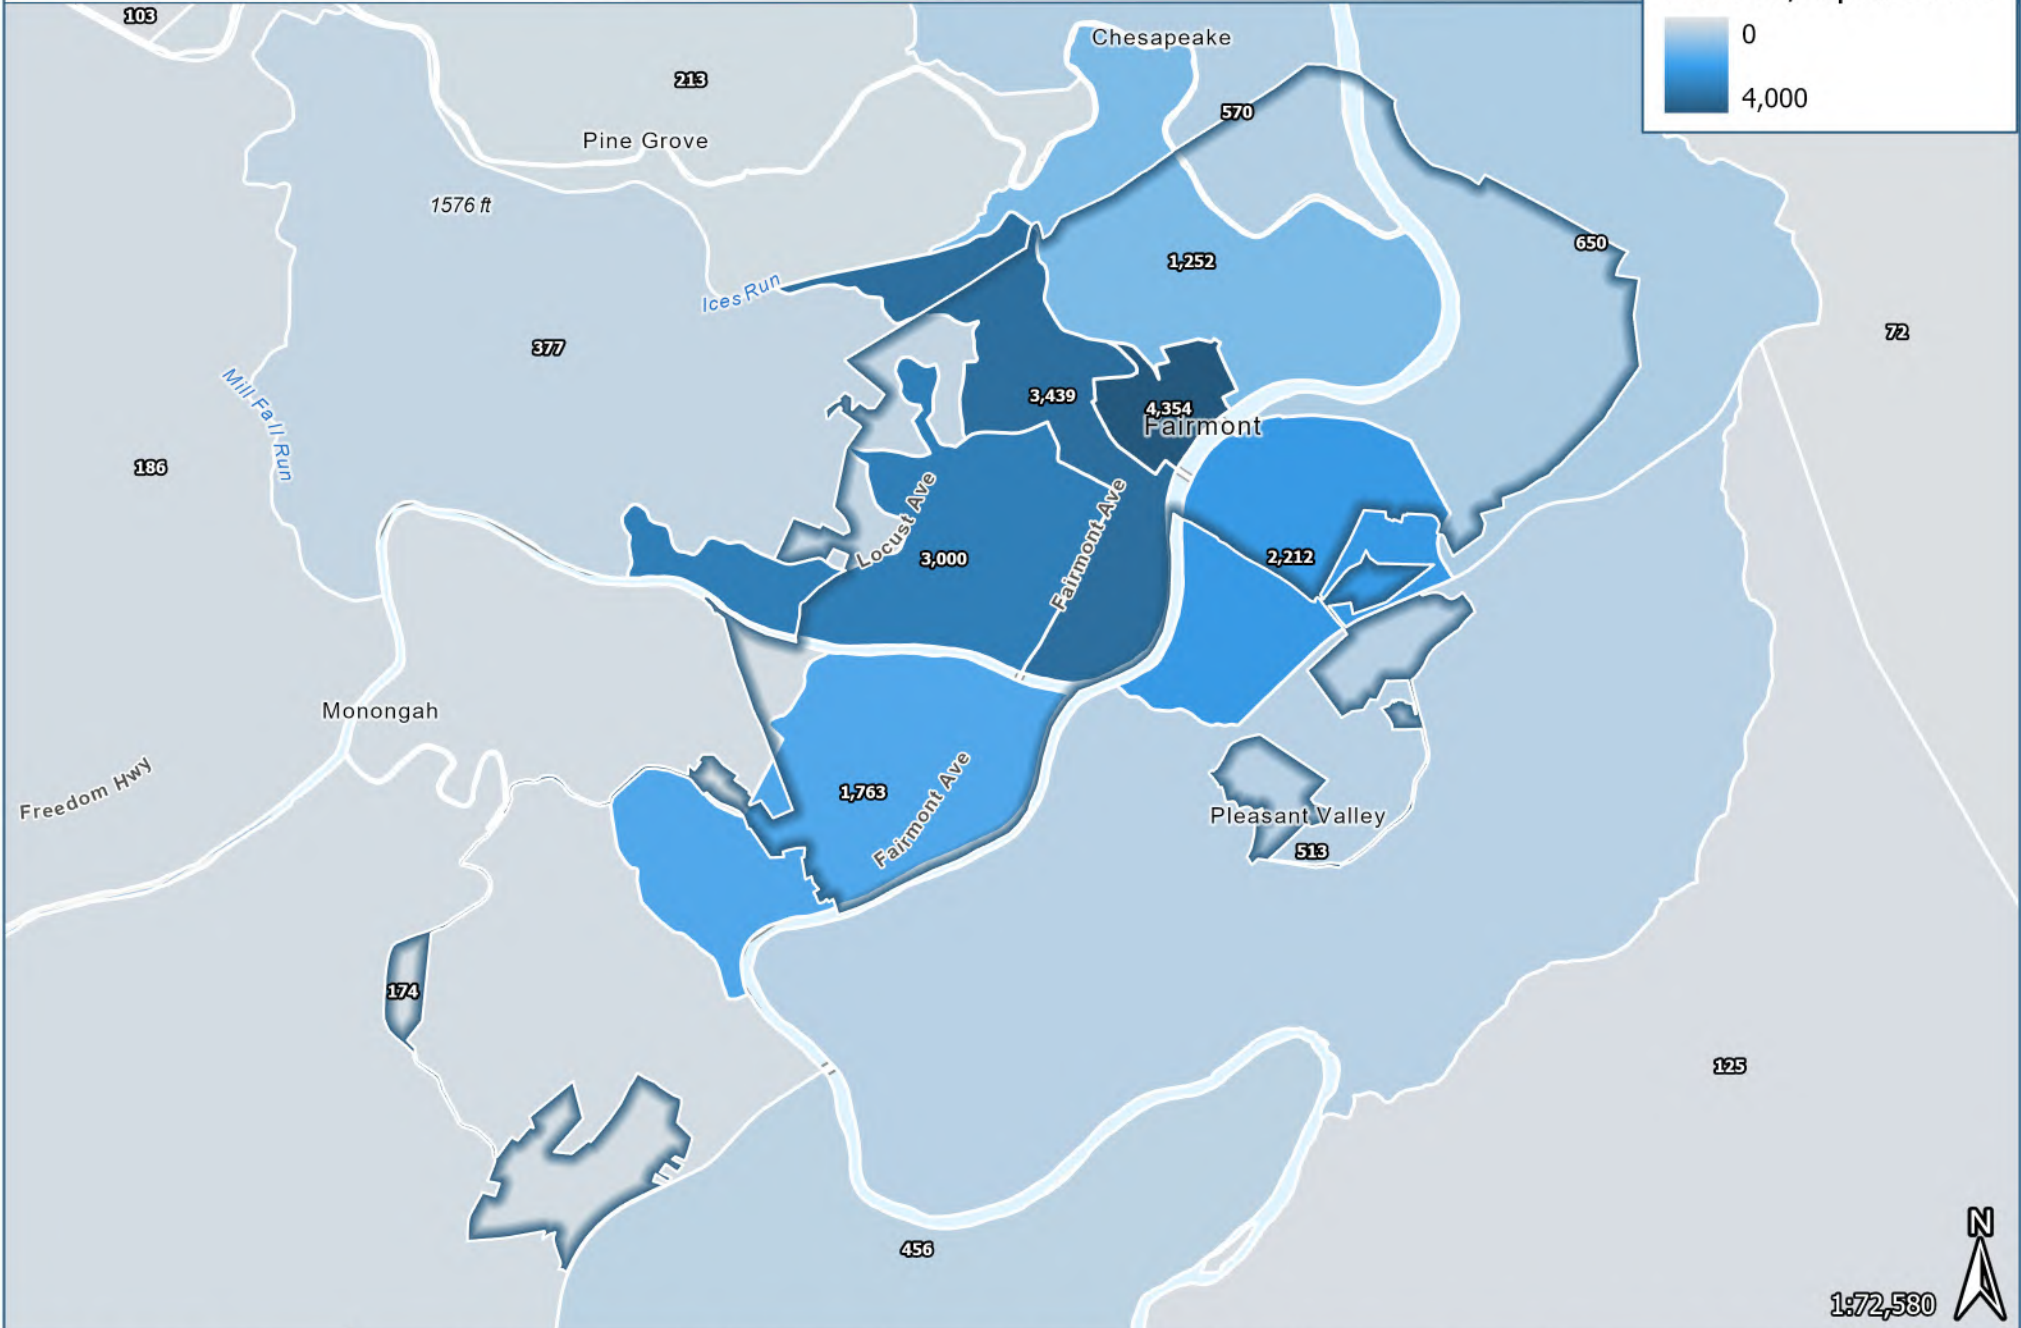 103
Chesapeake
0
213
4,000
570
Pine Grove
1576 ft
650
1,252
Ices Run
72
377
3,439
4,354
Mill Fall Run
Fairmont
186
Locust Ave
Fairmont Ave
3,000
2,212
Monongah
Freedom Hwy
1,763
Fairmont Ave
Pleasant Valley
513
174
125
456
N
1:72,580